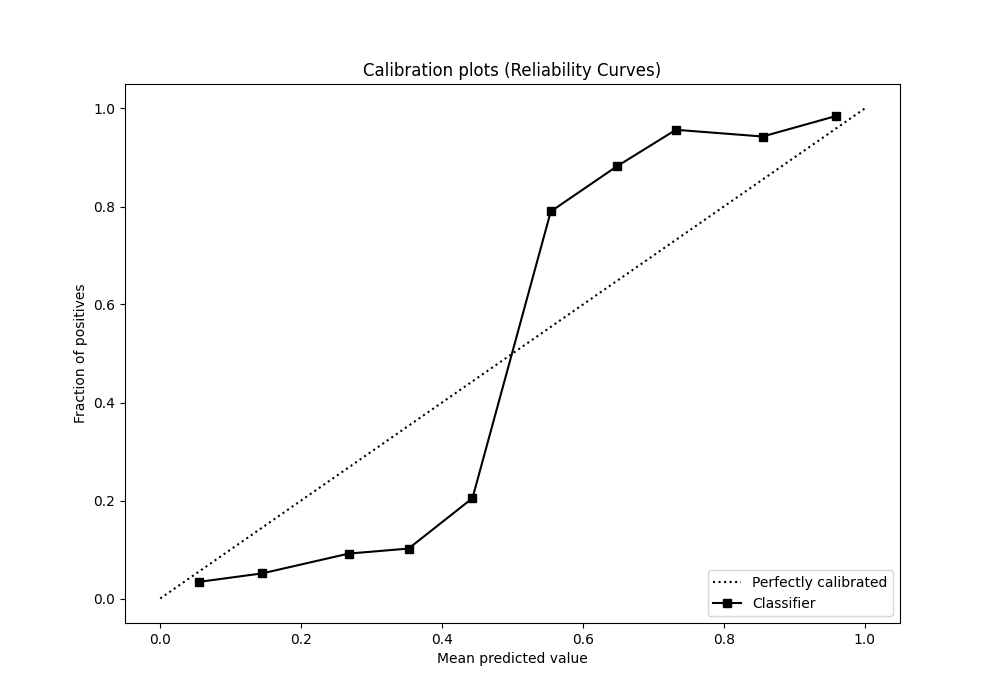 Calibration plots (Reliability Curves)
1.0
0.8
0.6
0.4
0.2
0.0
Fraction of positives
0.0 0.2 0.4 0.6 0.8 1.0
Mean predicted value
Perfectly calibrated
Classifier